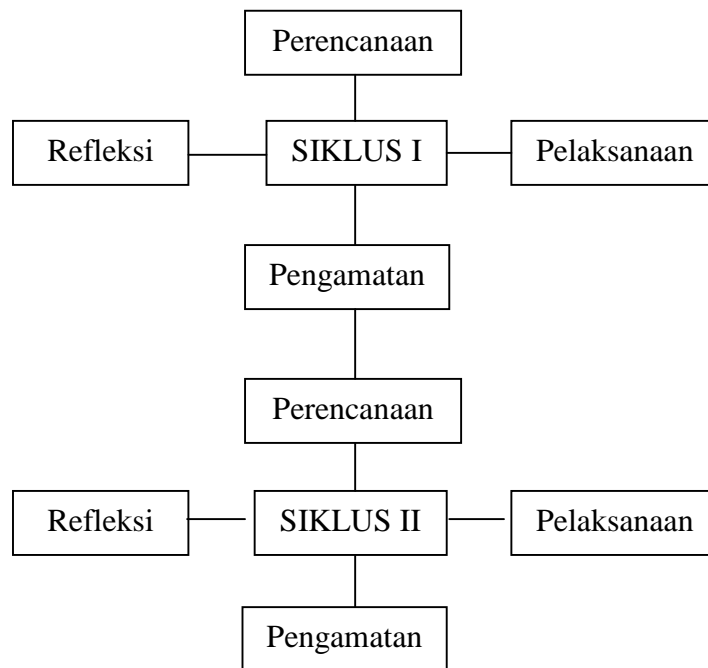 Perencanaan
Refleksi
SIKLUS I
Pelaksanaan
Pengamatan
Perencanaan
Refleksi
SIKLUS II
Pelaksanaan
Pengamatan